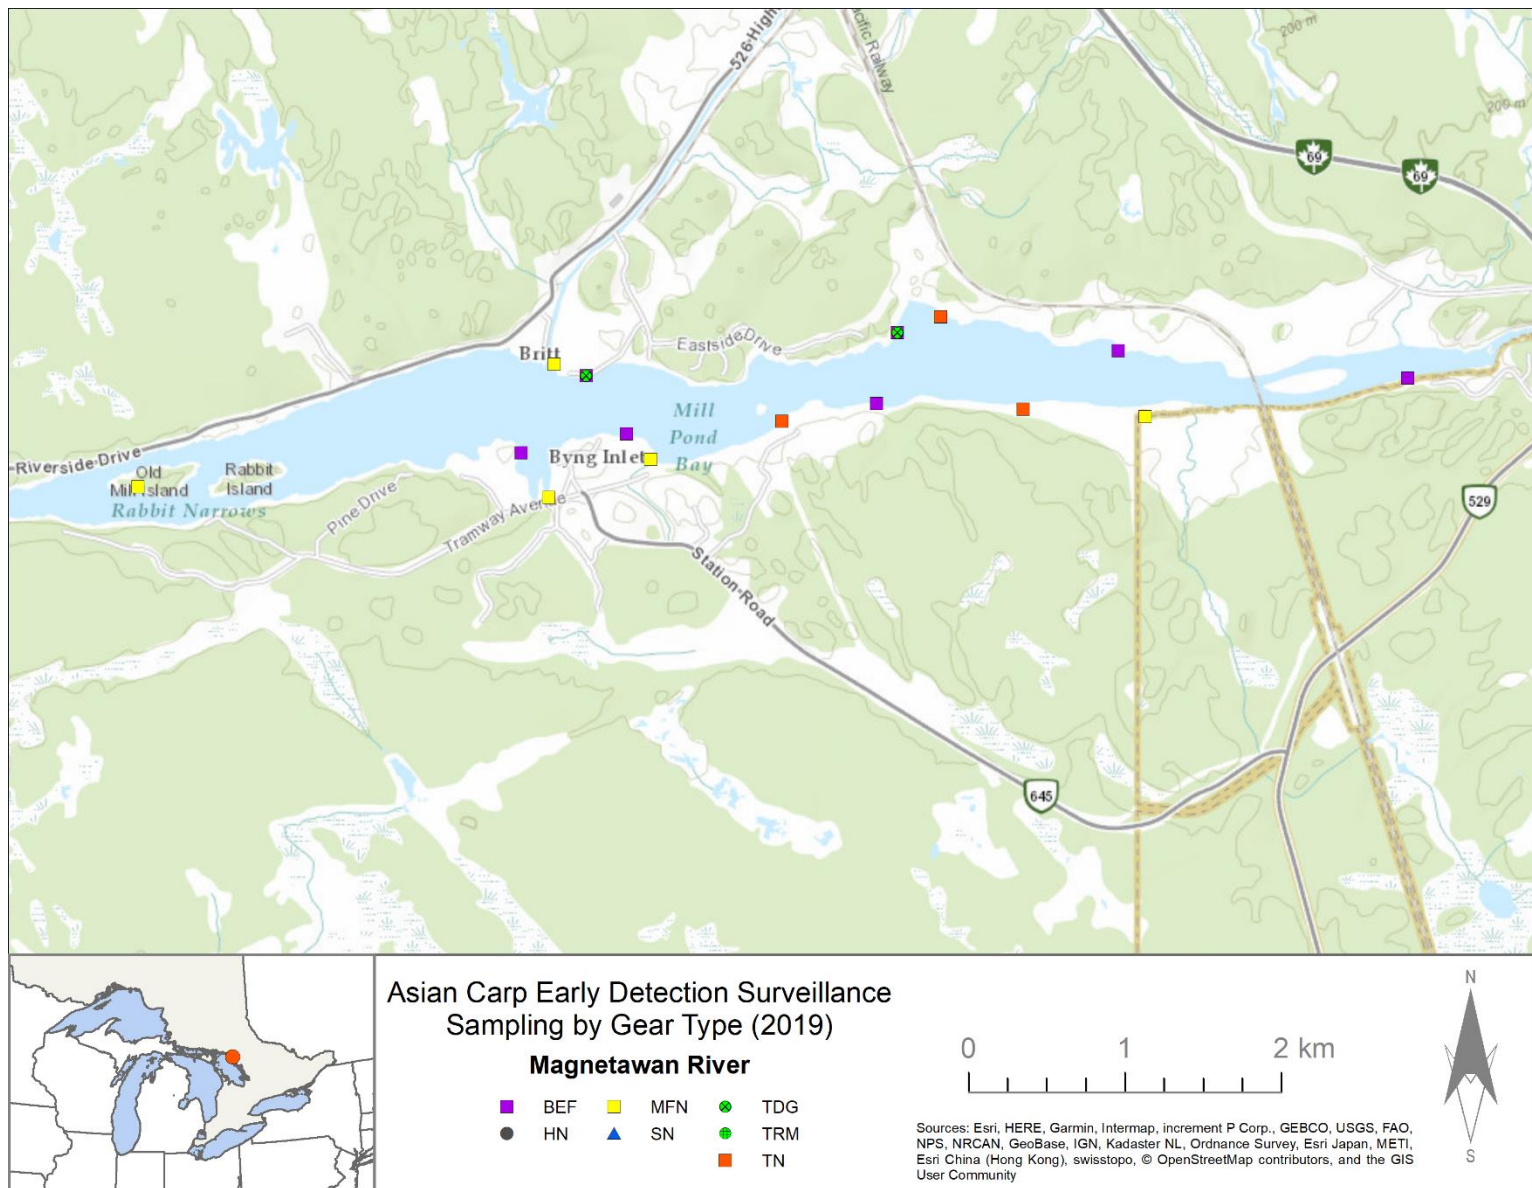 526 High
acific Railway
200 m
200 m
69
69
Britt
Eastside Drive
Mill
Pond
Bay
Byng Inlet
Riverside Drive
Old
Mill Island
Rabbit
Island
Rabbit Narrows
Pine Drive
Tramway Avenue
Station Road
529
645
Asian Carp Early Detection Surveillance
Sampling by Gear Type (2019)
Magnetawan River
BEF
MFN
TDG
HN
SN
TRM
TN
0
1
2 km
N
S
Sources: Esri, HERE, Garmin, Intermap, increment P Corp., GEBCO, USGS, FAO,
NPS, NRCAN, GeoBase, IGN, Kadaster NL, Ordnance Survey, Esri Japan, METI,
Esri China (Hong Kong), swisstopo, © OpenStreetMap contributors, and the GIS
User Community